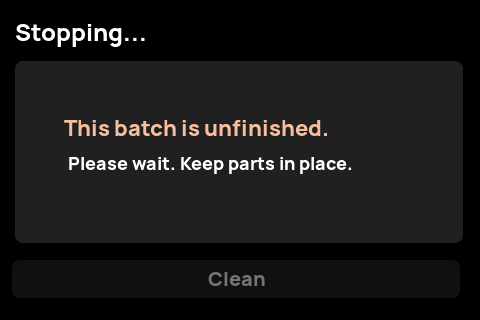 Stopping...
This batch is unfinished.
Please wait. Keep parts in place.
Clean